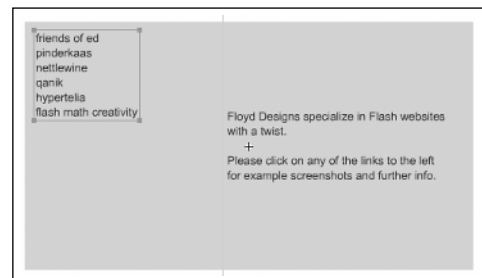 friends of ed
pinderkaas
nettlewine
qanik
hypertelia
flash math creativity
Floyd Designs specialize in Flash websites
with a twist.
Please click on any of the links to the left
for example screenshots and further info.